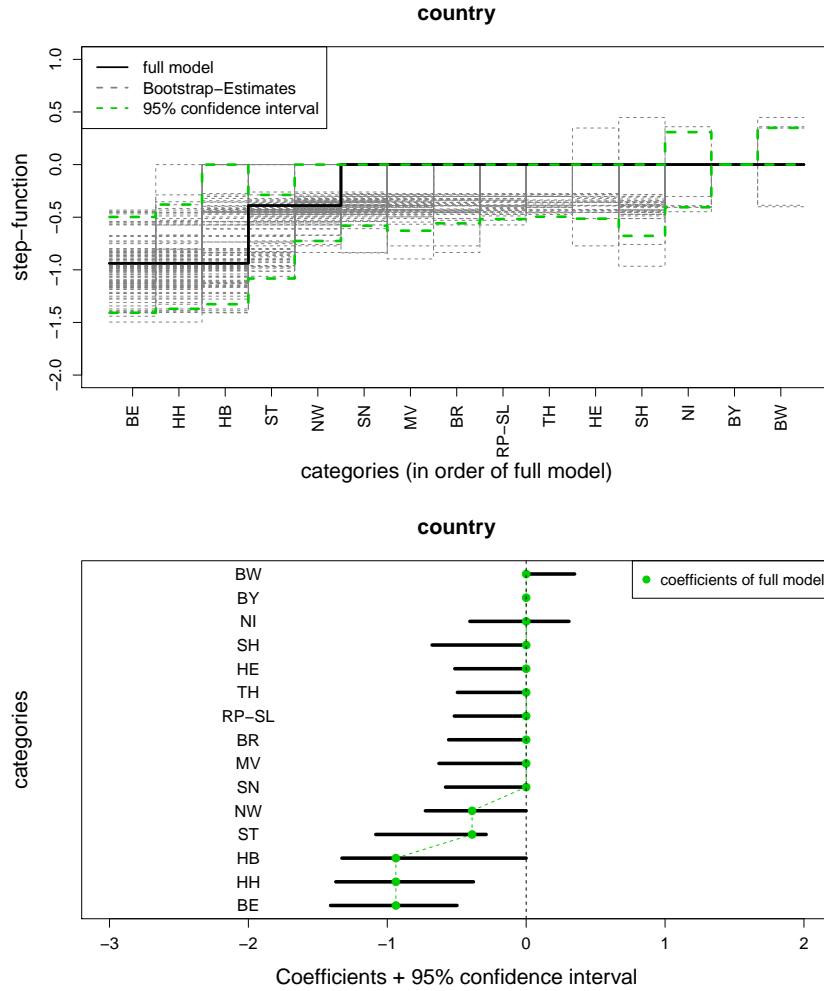 country
full model
Bootstrap−Estimates
95% confidence interval
step−function
1.0
0.5
0.0
−0.5
−1.0
−1.5
−2.0
BE
HH
HB
ST
NW
SN
MV
BR
RP−SL
TH
HE
SH
NI
BY
BW
categories (in order of full model)
country
coefficients of full model
categories
BW
BY
NI
SH
HE
TH
RP−SL
BR
MV
SN
NW
ST
HB
HH
BE
−3 −2 −1 0 1 2
Coefficients + 95% confidence interval